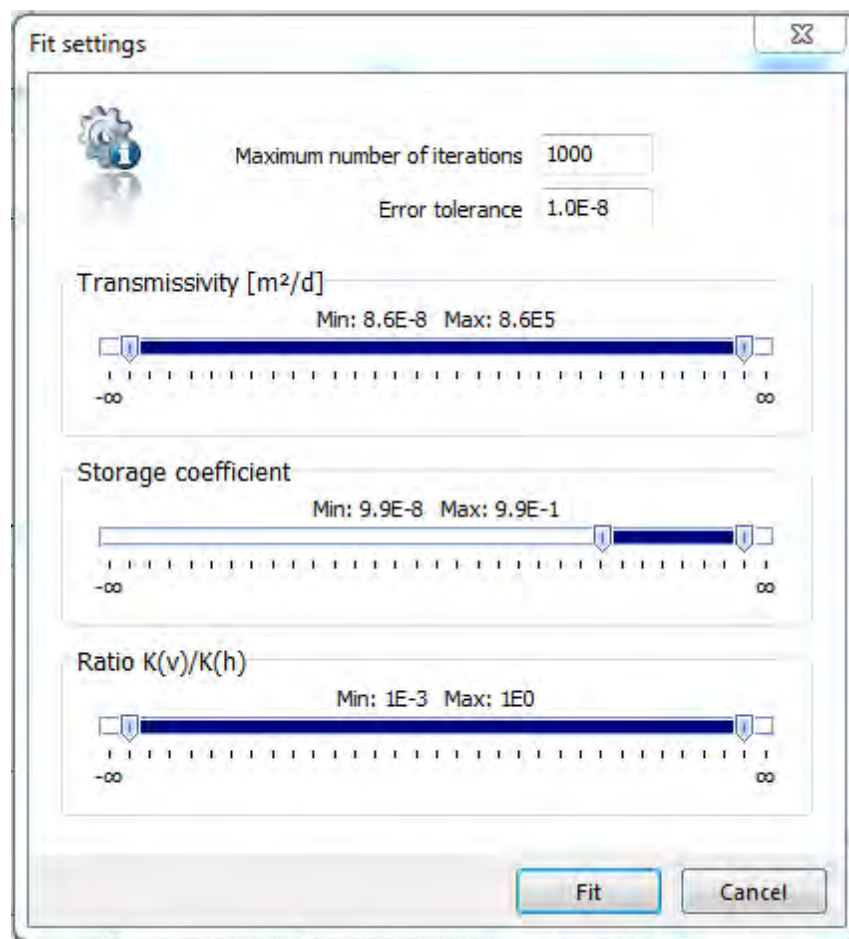 Fit settings
Maximum number of iterations 1000
Error tolerance 1.0E-8
Transmissivity [m²/d]
Min: 8.6E-8 Max: 8.6E5
-∞ ∞
Storage coefficient
Min: 9.9E-8 Max: 9.9E-1
-∞ ∞
Ratio K(v)/K(h)
Min: 1E-3 Max: 1E0
-∞ ∞
Fit Cancel